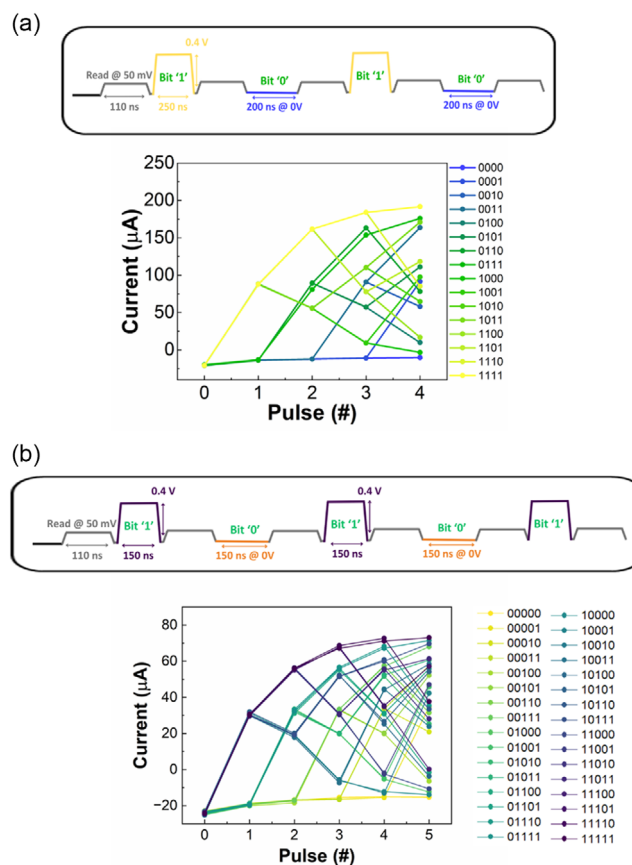 (a)
0.4 V
Read @ 50 mV
Bit ‘1’
Bit ‘0’
Bit ‘1’
Bit ‘0’
110 ns
250 ns
200 ns @ 0V
200 ns @ 0V
250
200
150
100
50
0
Current (µA)
0 1 2 3 4
Pulse (#)
0000
0001
0010
0011
0100
0101
0110
0111
1000
1001
1010
1011
1100
1101
1110
1111
(b)
0.4 V
0.4 V
Read @ 50 mV
Bit ‘1’
Bit ‘0’
Bit ‘1’
Bit ‘0’
Bit ‘1’
110 ns
150 ns
150 ns @ 0V
150 ns
150 ns @ 0V
80
60
40
20
0
−20
Current (µA)
0 1 2 3 4 5
Pulse (#)
00000 10000
00001 10001
00010 10010
00011 10011
00100 10100
00101 10101
00110 10110
00111 10111
01000 11000
01001 11001
01010 11010
01011 11011
01100 11100
01101 11101
01110 11110
01111 11111